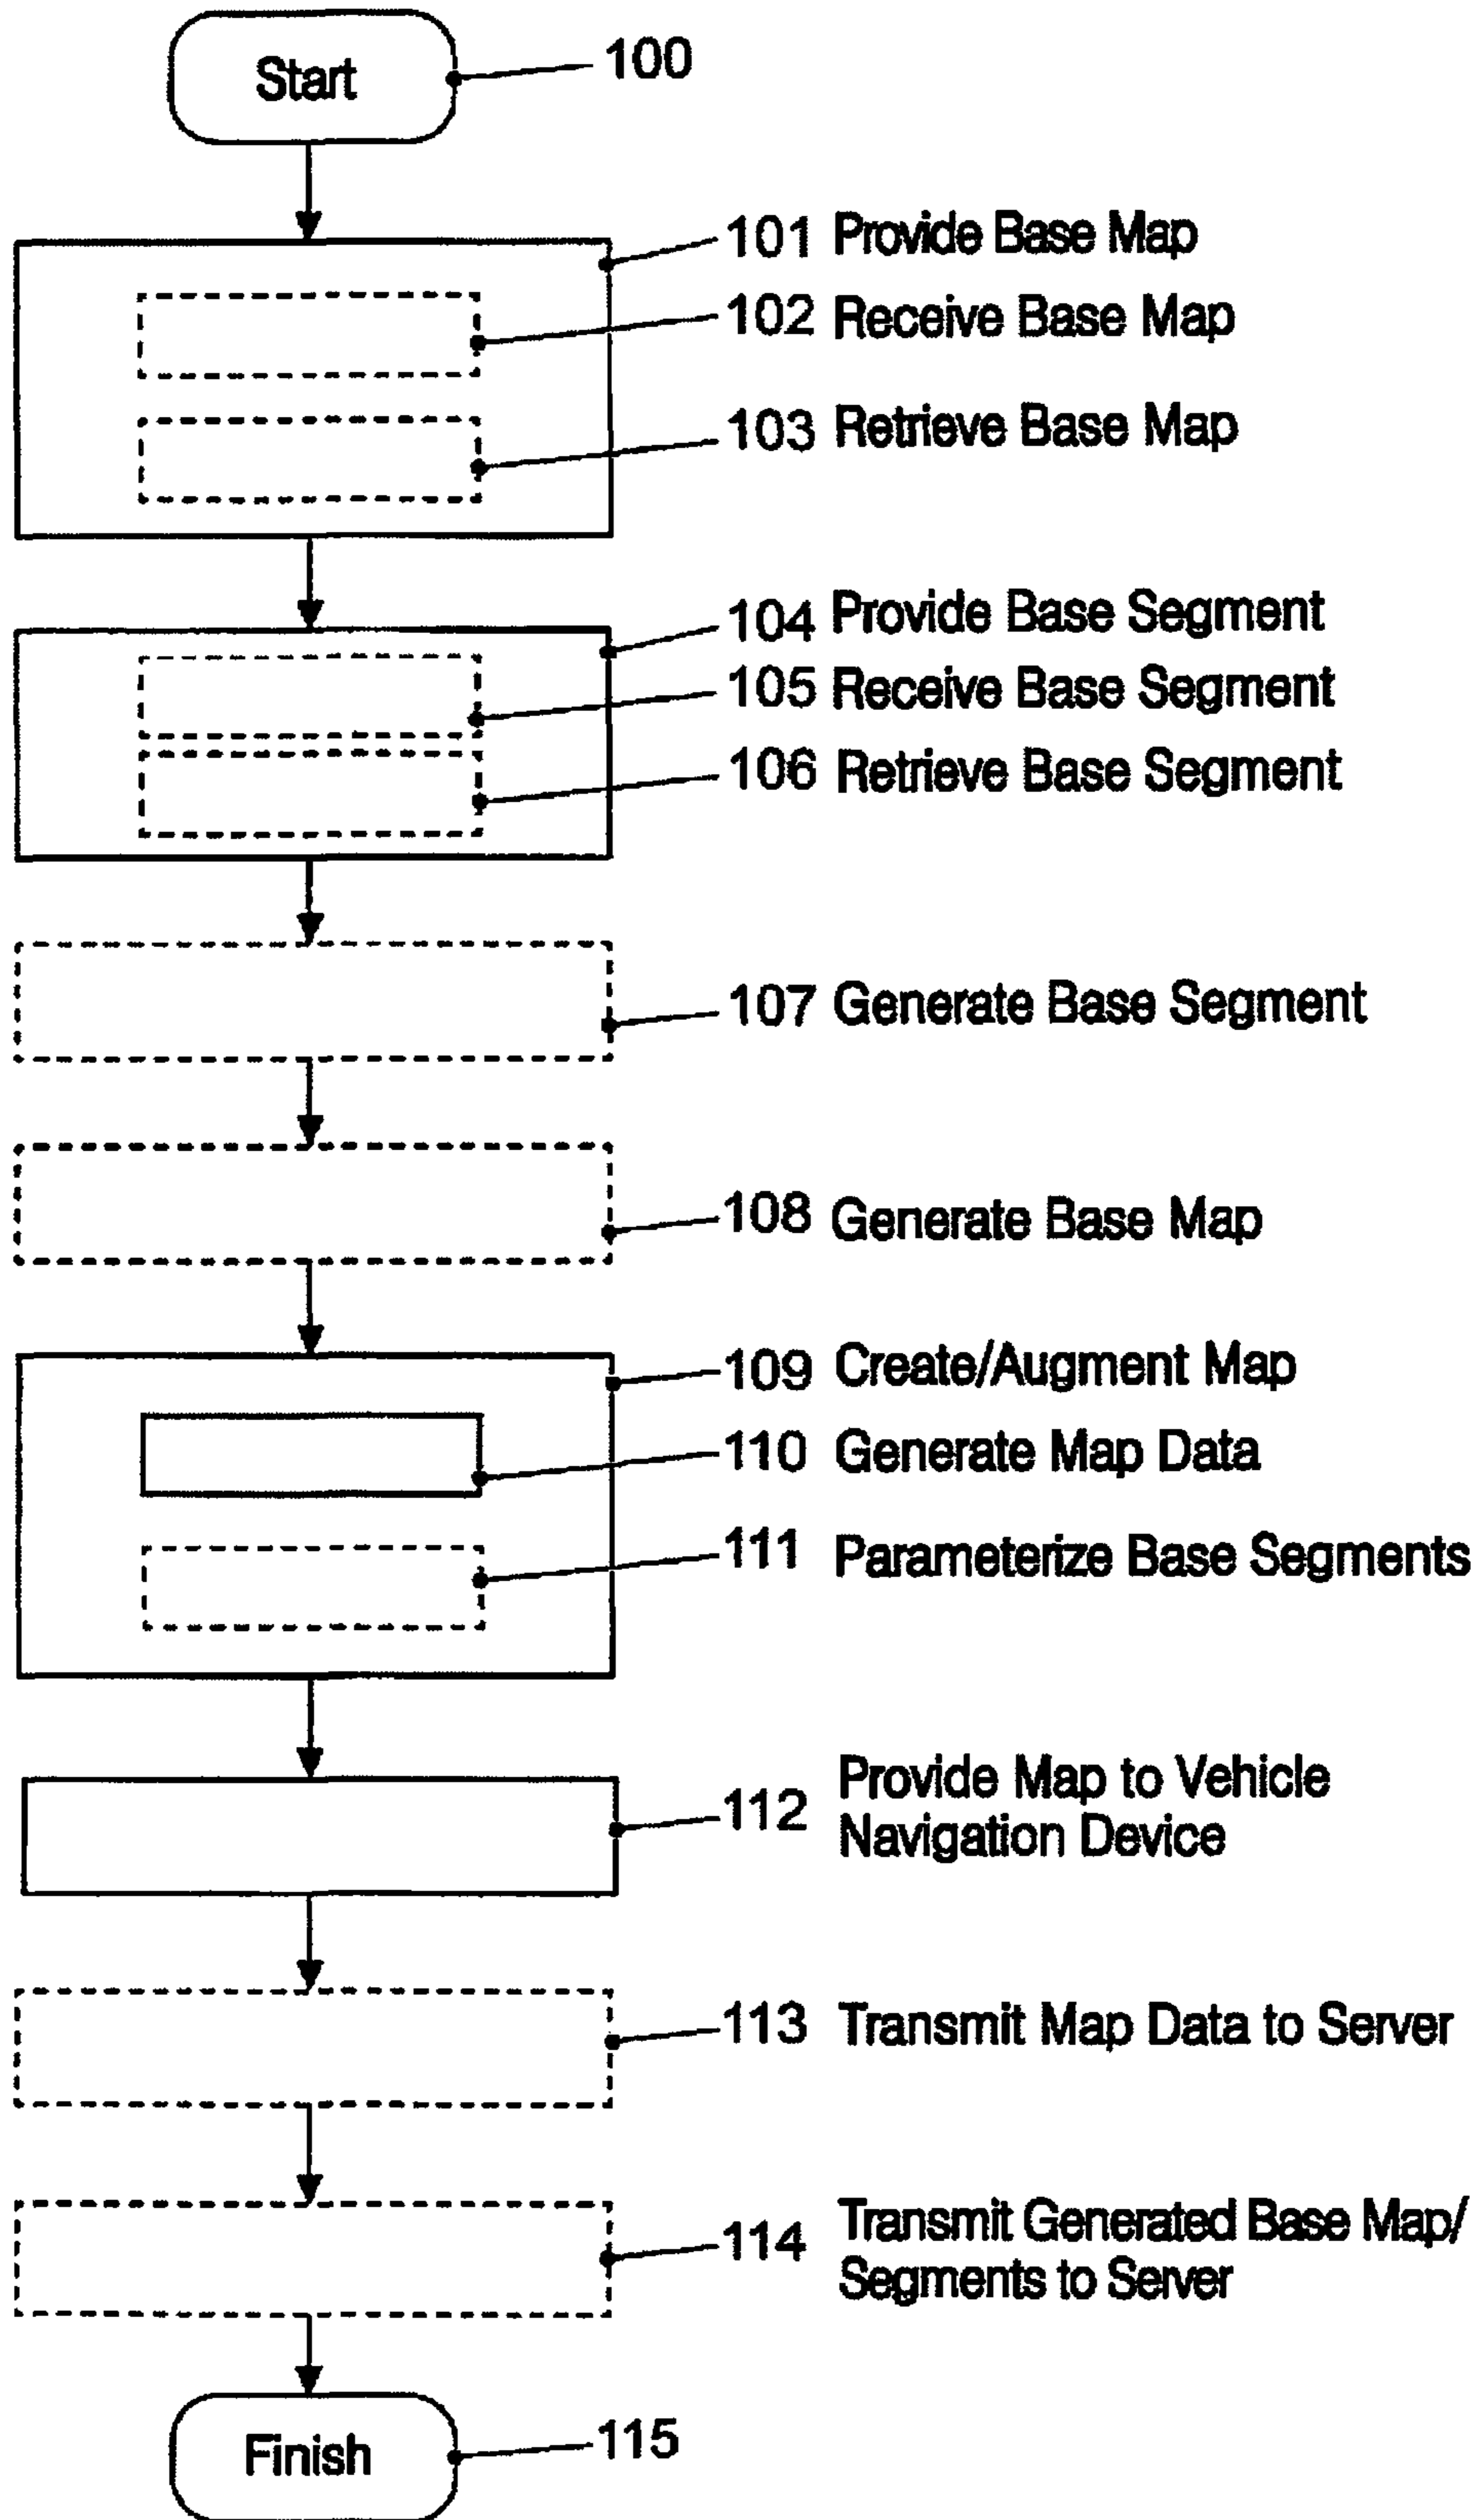 Start 100
101 Provide Base Map
102 Receive Base Map
103 Retrieve Base Map
104 Provide Base Segment
105 Receive Base Segment
106 Retrieve Base Segment
107 Generate Base Segment
108 Generate Base Map
109 Create/Augment Map
110 Generate Map Data
111 Parameterize Base Segments
112 Provide Map to Vehicle
Navigation Device
113 Transmit Map Data to Server
114 Transmit Generated Base Map/
Segments to Server
Finish 115